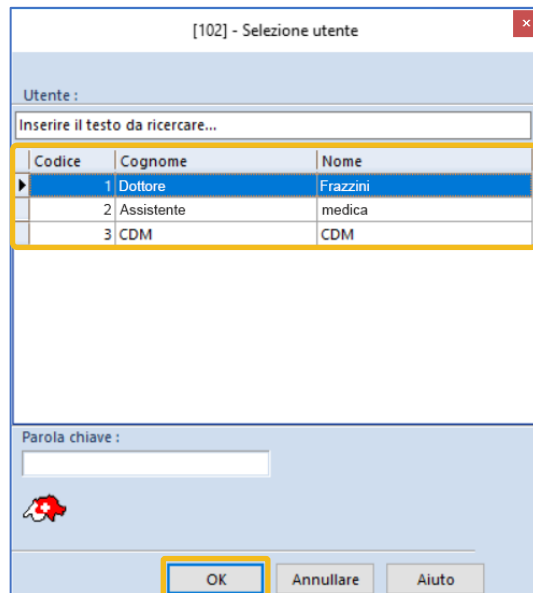 [102] - Selezione utente
×
Utente :
Inserire il testo da ricercare...
Codice Cognome Nome
1 Dottore Frazzini
2 Assistente medica
3 CDM CDM
Parola chiave :
OK Annullare Aiuto